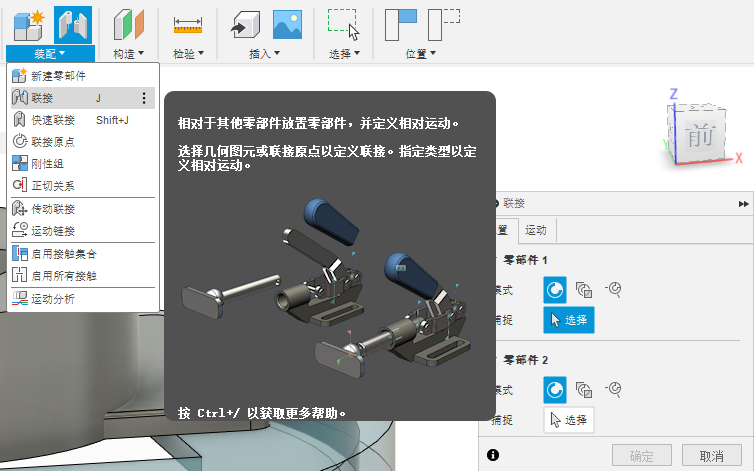 装配 构造 检验 插入 选择 位置
新建零部件
联接 J
快速联接 Shift+J
联接原点
刚性组
正切关系
传动联接
运动链接
启用接触集合
启用所有接触
运动分析
相对于其他零部件放置零部件，并定义相对运动。
选择几何图元或联接原点以定义联接。指定类型以定
义相对运动。
按 Ctrl+/ 以获取更多帮助。
Z
前
Y
X
联接
置 运动
零部件 1
模式
捕捉 选择
零部件 2
模式
捕捉 选择
确定 取消